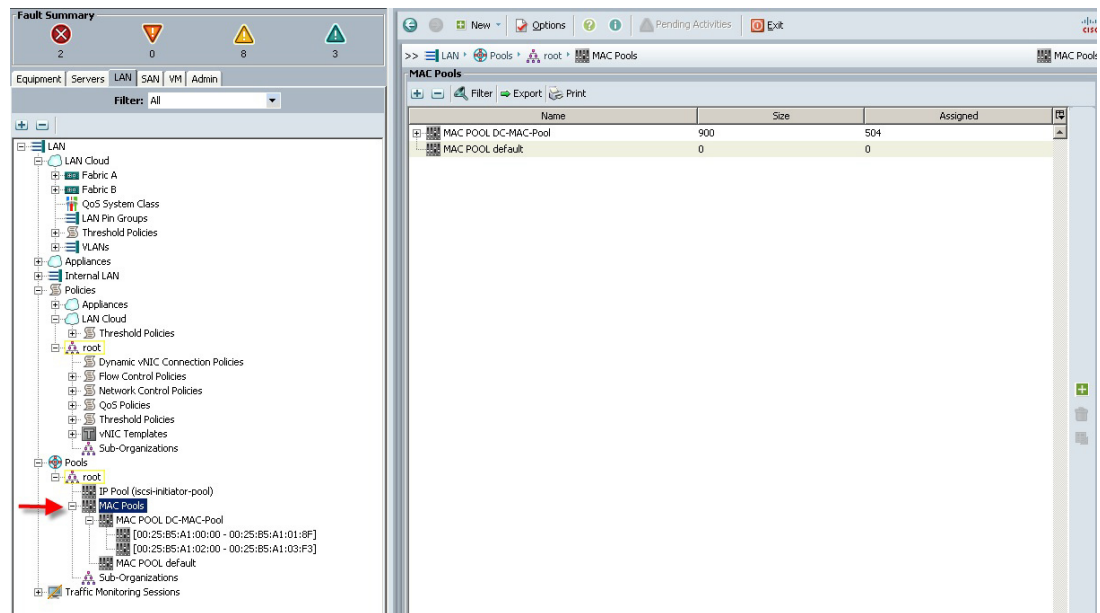 Fault Summary
2 0 8 3
Equipment Servers LAN SAN VM Admin
Filter: All
LAN
LAN Cloud
Fabric A
Fabric B
QoS System Class
LAN Pin Groups
Threshold Policies
VLANs
Appliances
Internal LAN
Policies
Appliances
LAN Cloud
Threshold Policies
root
Dynamic vNIC Connection Policies
Flow Control Policies
Network Control Policies
QoS Policies
Threshold Policies
vNIC Templates
Sub-Organizations
Pools
root
IP Pool (iscsi-initiator-pool)
MAC Pools
MAC POOL DC-MAC-Pool
[00:25:B5:A1:00:00 - 00:25:B5:A1:01:8F]
[00:25:B5:A1:02:00 - 00:25:B5:A1:03:F3]
MAC POOL default
Sub-Organizations
Traffic Monitoring Sessions
New Options Pending Activities Exit
>> LAN Pools root MAC Pools MAC Pools
MAC Pools
Filter Export Print
Name Size Assigned
MAC POOL DC-MAC-Pool 900 504
MAC POOL default 0 0